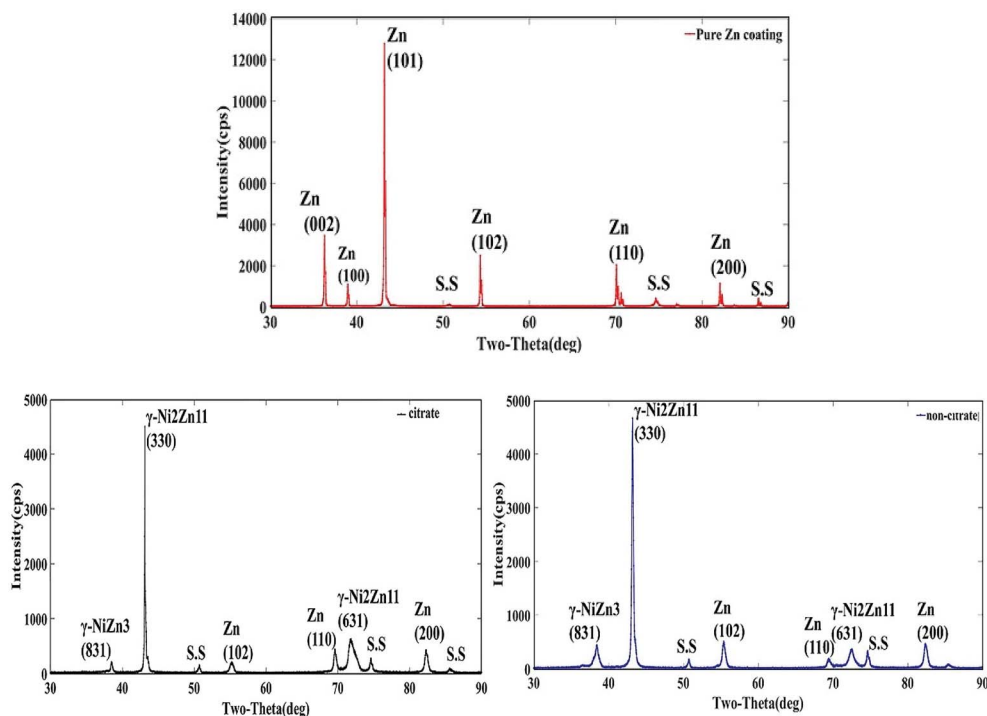 14000
12000
10000
8000
6000
4000
2000
0
Intensity(cps)
Pure Zn coating
Zn
(002)
Zn
(100)
Zn
(101)
S.S
Zn
(102)
Zn
(110)
S.S
Zn
(200)
S.S
30 40 50 60 70 80 90
Two-Theta(deg)
5000
4000
3000
2000
1000
0
Intensity(cps)
citrate
γ-NiZn3
(831)
γ-Ni2Zn11
(330)
S.S
Zn
(102)
Zn
(110)
γ-Ni2Zn11
(631)
S.S
Zn
(200)
S.S
30 40 50 60 70 80 90
Two-Theta(deg)
5000
4000
3000
2000
1000
0
Intensity(cps)
non-citrate
γ-NiZn3
(831)
γ-Ni2Zn11
(330)
S.S
Zn
(102)
Zn
(110)
γ-Ni2Zn11
(631)
S.S
Zn
(200)
30 40 50 60 70 80 90
Two-Theta(deg)